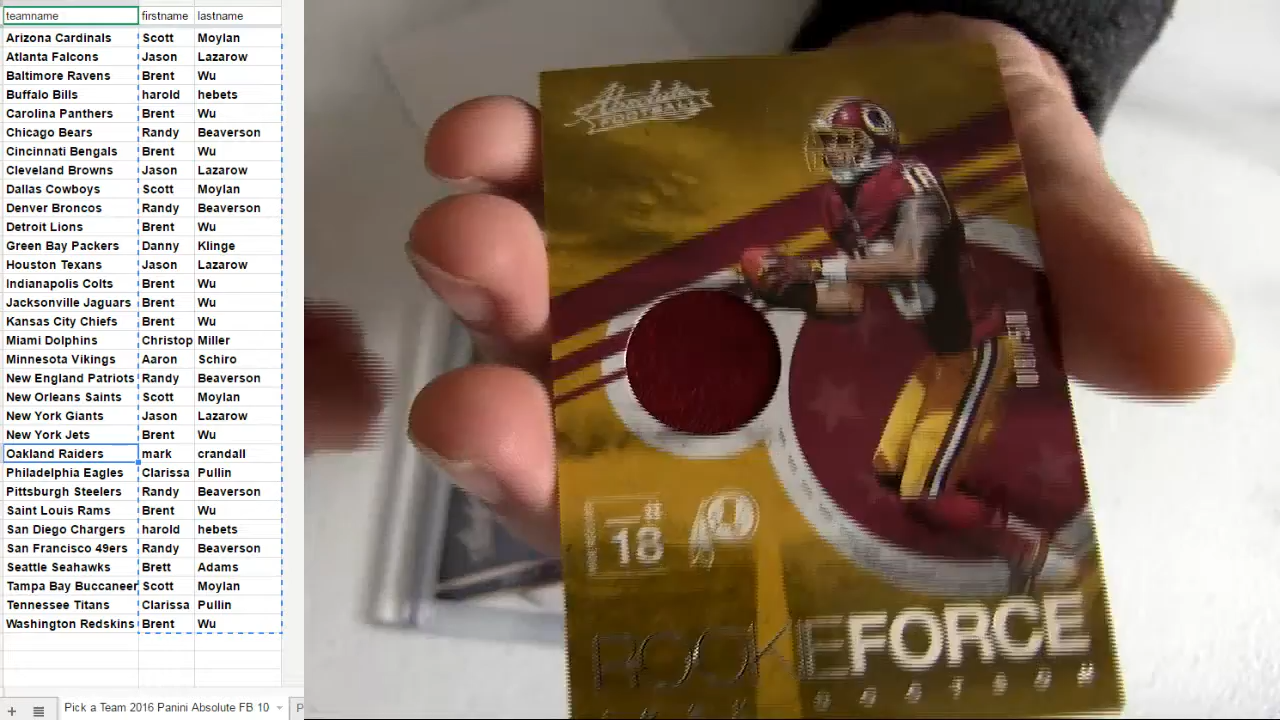 teamname firstname lastname
Arizona Cardinals Scott Moylan
Atlanta Falcons Jason Lazarow
Baltimore Ravens Brent Wu
Buffalo Bills harold hebets
Carolina Panthers Brent Wu
Chicago Bears Randy Beaverson
Cincinnati Bengals Brent Wu
Cleveland Browns Jason Lazarow
Dallas Cowboys Scott Moylan
Denver Broncos Randy Beaverson
Detroit Lions Brent Wu
Green Bay Packers Danny Klinge
Houston Texans Jason Lazarow
Indianapolis Colts Brent Wu
Jacksonville Jaguars Brent Wu
Kansas City Chiefs Brent Wu
Miami Dolphins Christop Miller
Minnesota Vikings Aaron Schiro
New England Patriots Randy Beaverson
New Orleans Saints Scott Moylan
New York Giants Jason Lazarow
New York Jets Brent Wu
Oakland Raiders mark crandall
Philadelphia Eagles Clarissa Pullin
Pittsburgh Steelers Randy Beaverson
Saint Louis Rams Brent Wu
San Diego Chargers harold hebets
San Francisco 49ers Randy Beaverson
Seattle Seahawks Brett Adams
Tampa Bay Buccaneer Scott Moylan
Tennessee Titans Clarissa Pullin
Washington Redskins Brent Wu
Pick a Team 2016 Panini Absolute FB 10
Absolute
FOOTBALL
18
ROOKIE FORCE